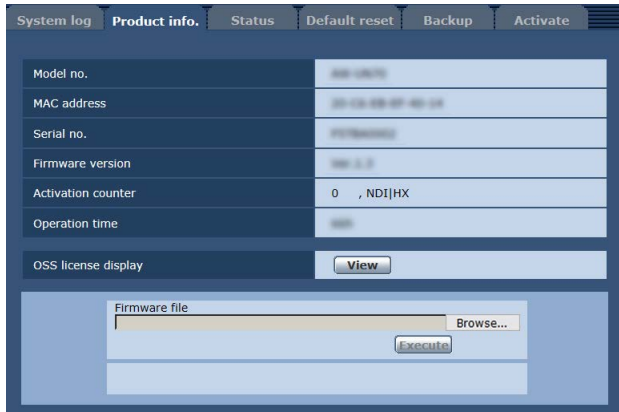 System log Product info. Status Default reset Backup Activate
Model no.
MAC address
Serial no.
Firmware version
Activation counter 0 , NDI|HX
Operation time
OSS license display View
Firmware file
Browse...
Execute